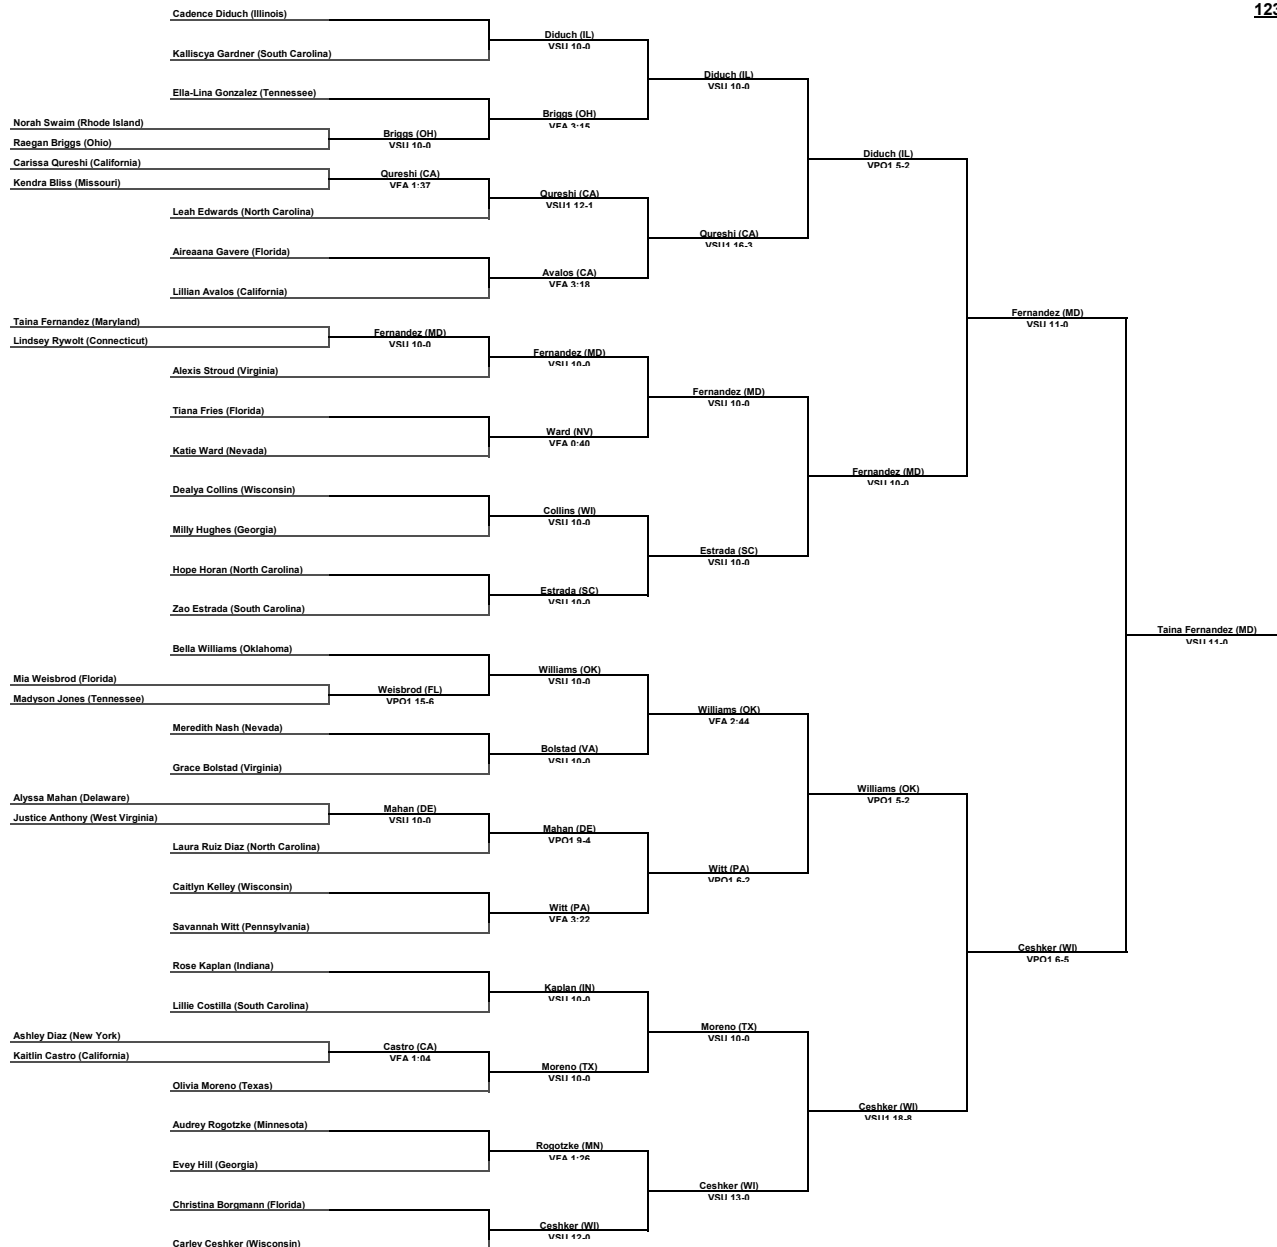 123
Cadence Diduch (Illinois)
Diduch (IL)
VSU 10-0
Kalliscya Gardner (South Carolina)
Diduch (IL)
VSU 10-0
Ella-Lina Gonzalez (Tennessee)
Briggs (OH)
VFA 3:15
Norah Swaim (Rhode Island)
Briggs (OH)
VSU 10-0
Raegan Briggs (Ohio)
Diduch (IL)
VPO1 5-2
Carissa Qureshi (California)
Qureshi (CA)
VFA 1:37
Kendra Bliss (Missouri)
Qureshi (CA)
VSU1 12-1
Leah Edwards (North Carolina)
Qureshi (CA)
VSU1 16-3
Aireaana Gavere (Florida)
Avalos (CA)
VFA 3:18
Lillian Avalos (California)
Fernandez (MD)
VSU 11-0
Taina Fernandez (Maryland)
Fernandez (MD)
VSU 10-0
Lindsey Rywolt (Connecticut)
Fernandez (MD)
VSU 10-0
Alexis Stroud (Virginia)
Fernandez (MD)
VSU 10-0
Tiana Fries (Florida)
Ward (NV)
VFA 0:40
Katie Ward (Nevada)
Fernandez (MD)
VSU 10-0
Dealya Collins (Wisconsin)
Collins (WI)
VSU 10-0
Milly Hughes (Georgia)
Estrada (SC)
VSU 10-0
Hope Horan (North Carolina)
Estrada (SC)
VSU 10-0
Zao Estrada (South Carolina)
Taina Fernandez (MD)
VSU 11-0
Bella Williams (Oklahoma)
Williams (OK)
VSU 10-0
Mia Weisbrod (Florida)
Weisbrod (FL)
VPO1 15-6
Madyson Jones (Tennessee)
Williams (OK)
VFA 2:44
Meredith Nash (Nevada)
Bolstad (VA)
VSU 10-0
Grace Bolstad (Virginia)
Williams (OK)
VPO1 5-2
Alyssa Mahan (Delaware)
Mahan (DE)
VSU 10-0
Justice Anthony (West Virginia)
Mahan (DE)
VPO1 9-4
Laura Ruiz Diaz (North Carolina)
Witt (PA)
VPO1 6-2
Caitlyn Kelley (Wisconsin)
Witt (PA)
VFA 3:22
Savannah Witt (Pennsylvania)
Ceshker (WI)
VPO1 6-5
Rose Kaplan (Indiana)
Kaplan (IN)
VSU 10-0
Lillie Costilla (South Carolina)
Moreno (TX)
VSU 10-0
Ashley Diaz (New York)
Castro (CA)
VFA 1:04
Kaitlin Castro (California)
Moreno (TX)
VSU 10-0
Olivia Moreno (Texas)
Ceshker (WI)
VSU1 18-8
Audrey Rogotzke (Minnesota)
Rogotzke (MN)
VFA 1:26
Evey Hill (Georgia)
Ceshker (WI)
VSU 13-0
Christina Borgmann (Florida)
Ceshker (WI)
VSU 12-0
Carley Ceshker (Wisconsin)